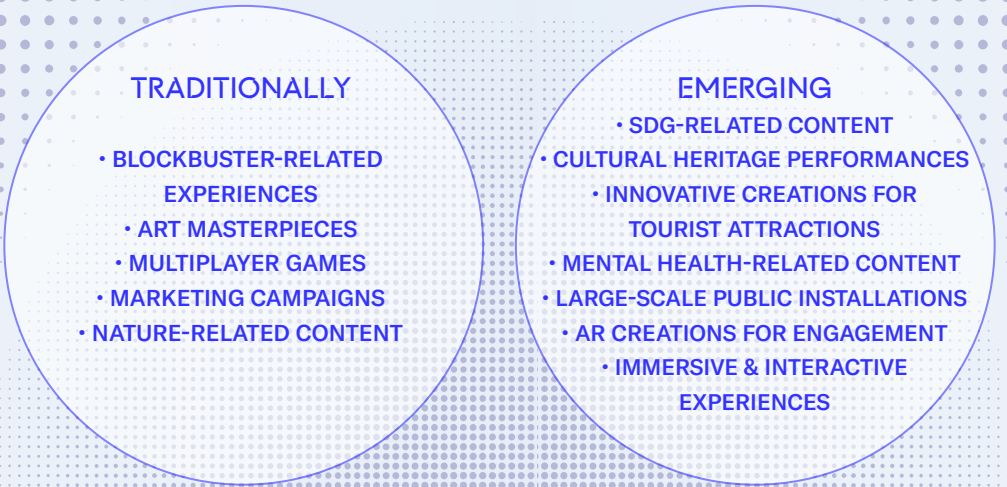 TRADITIONALLY
• BLOCKBUSTER-RELATED
EXPERIENCES
• ART MASTERPIECES
• MULTIPLAYER GAMES
• MARKETING CAMPAIGNS
• NATURE-RELATED CONTENT
EMERGING
• SDG-RELATED CONTENT
• CULTURAL HERITAGE PERFORMANCES
• INNOVATIVE CREATIONS FOR
TOURIST ATTRACTIONS
• MENTAL HEALTH-RELATED CONTENT
• LARGE-SCALE PUBLIC INSTALLATIONS
• AR CREATIONS FOR ENGAGEMENT
• IMMERSIVE & INTERACTIVE
EXPERIENCES